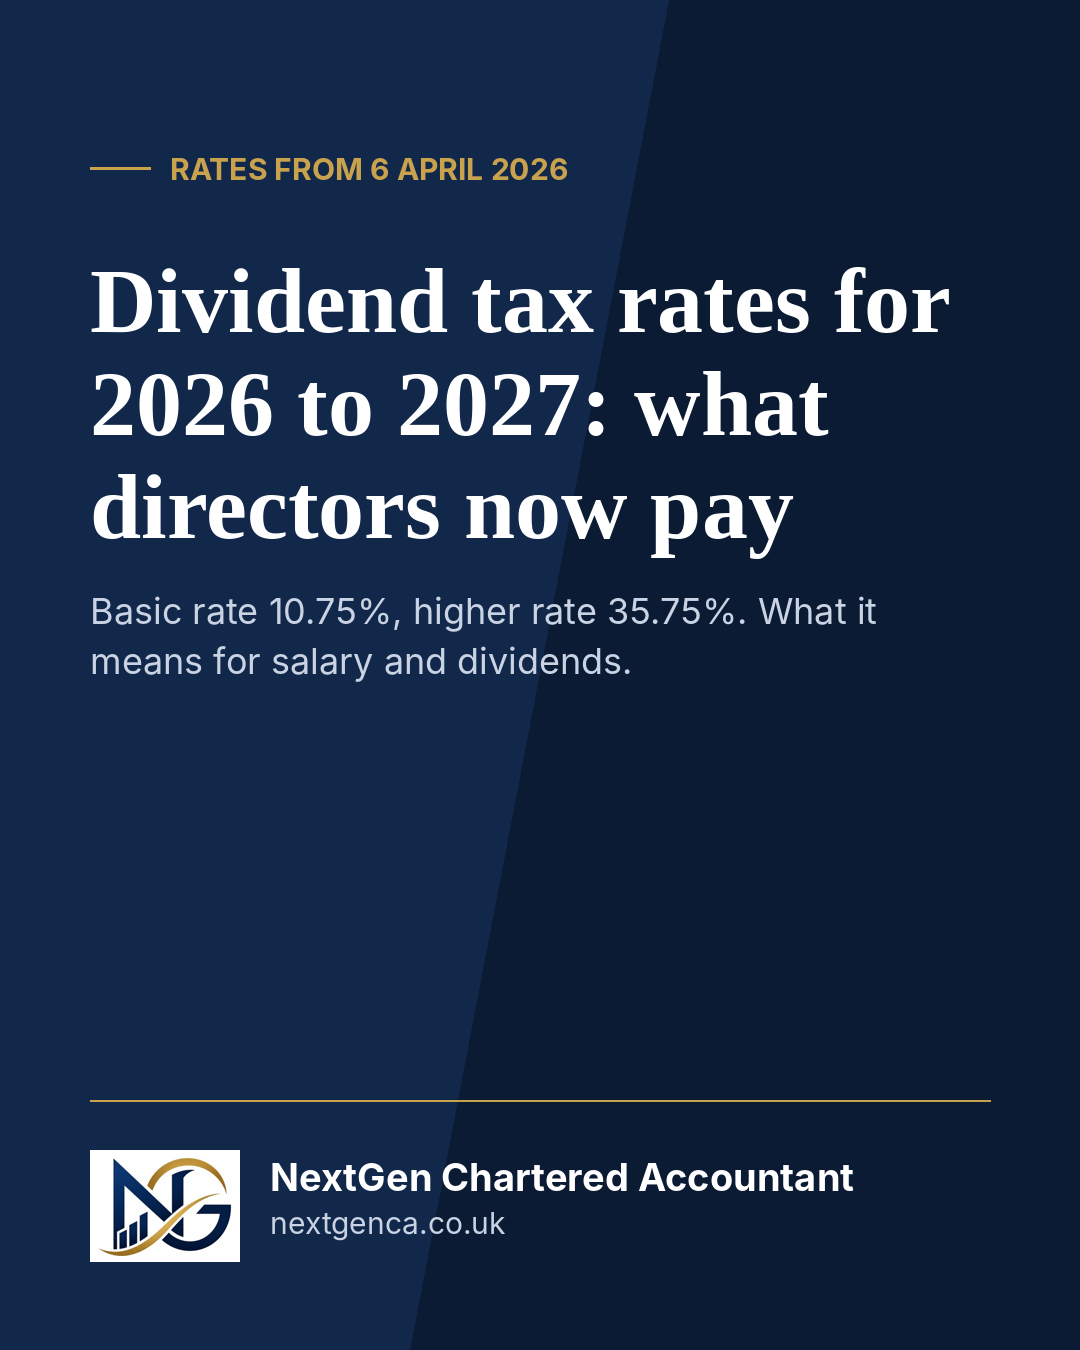 RATES FROM 6 APRIL 2026
Dividend tax rates for
2026 to 2027: what
directors now pay
Basic rate 10.75%, higher rate 35.75%. What it
means for salary and dividends.
NG
NextGen Chartered Accountant
nextgenca.co.uk